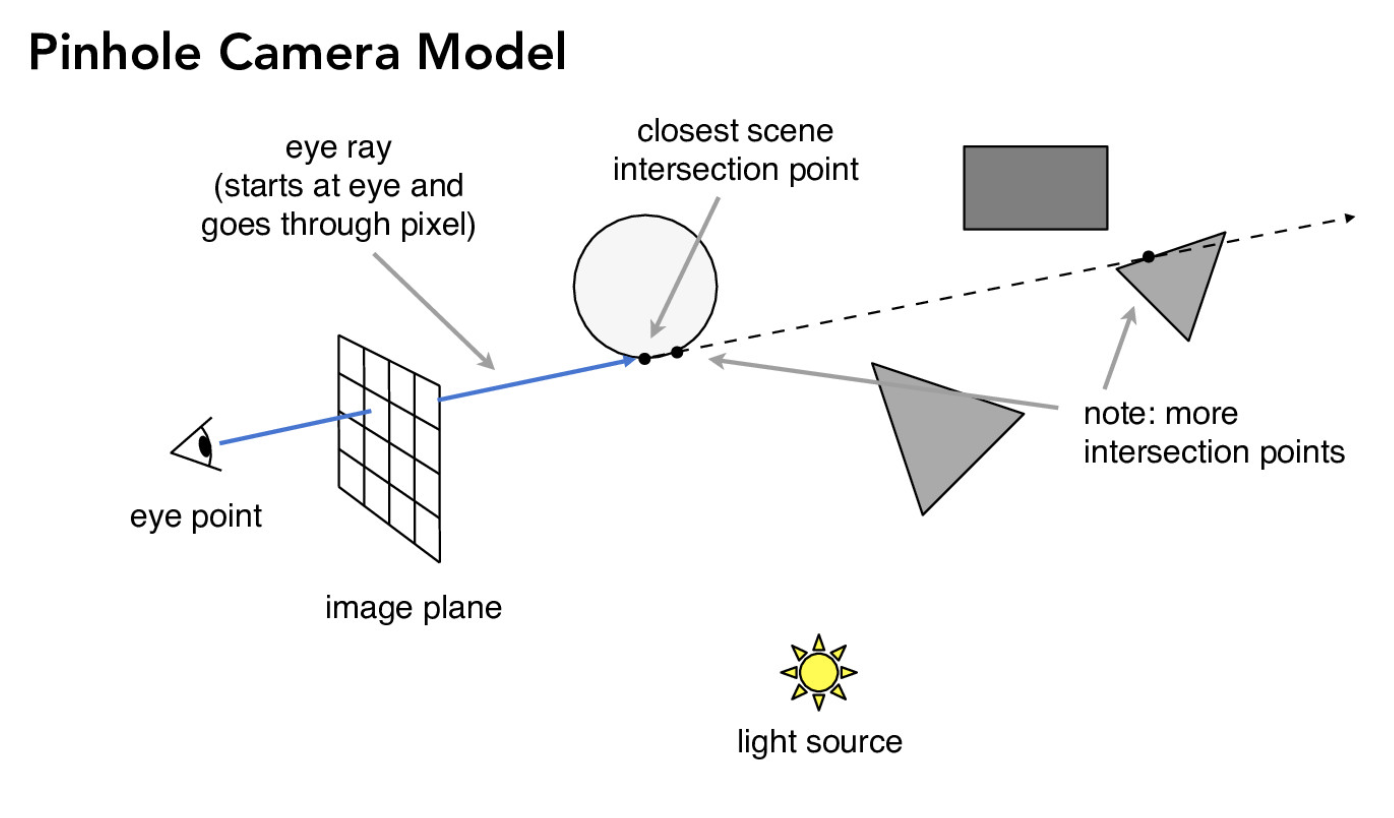 Pinhole Camera Model
eye ray
(starts at eye and
goes through pixel)
closest scene
intersection point
note: more
intersection points
eye point
image plane
light source